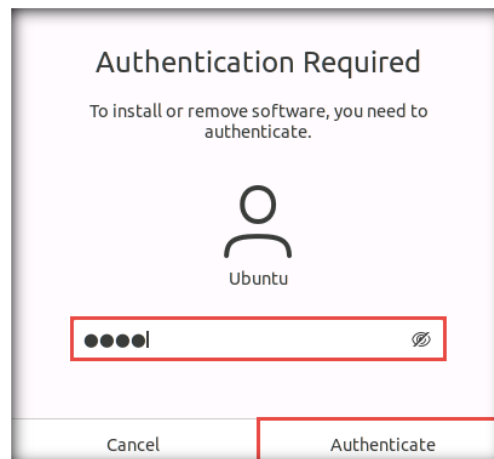 Authentication Required
To install or remove software, you need to
authenticate.
Ubuntu
●●●●
Cancel Authenticate